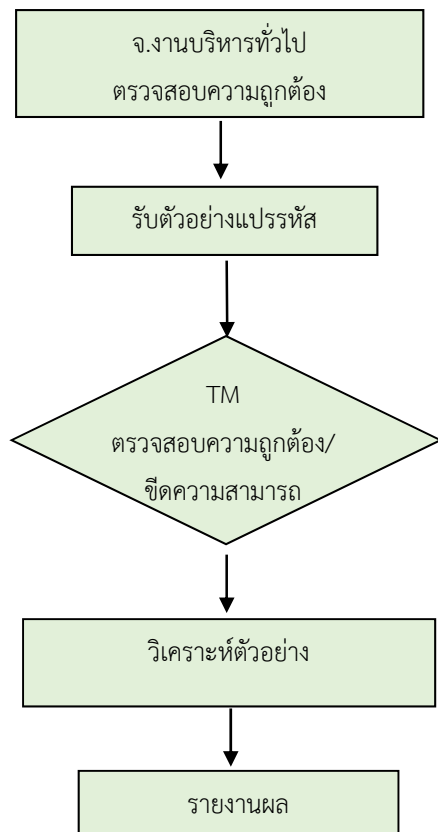 จ.งานบริหารทั่วไป
ตรวจสอบความถูกต้อง
รับตัวอย่างแปรรหัส
TM
ตรวจสอบความถูกต้อง/
ขีดความสามารถ
วิเคราะห์ตัวอย่าง
รายงานผล